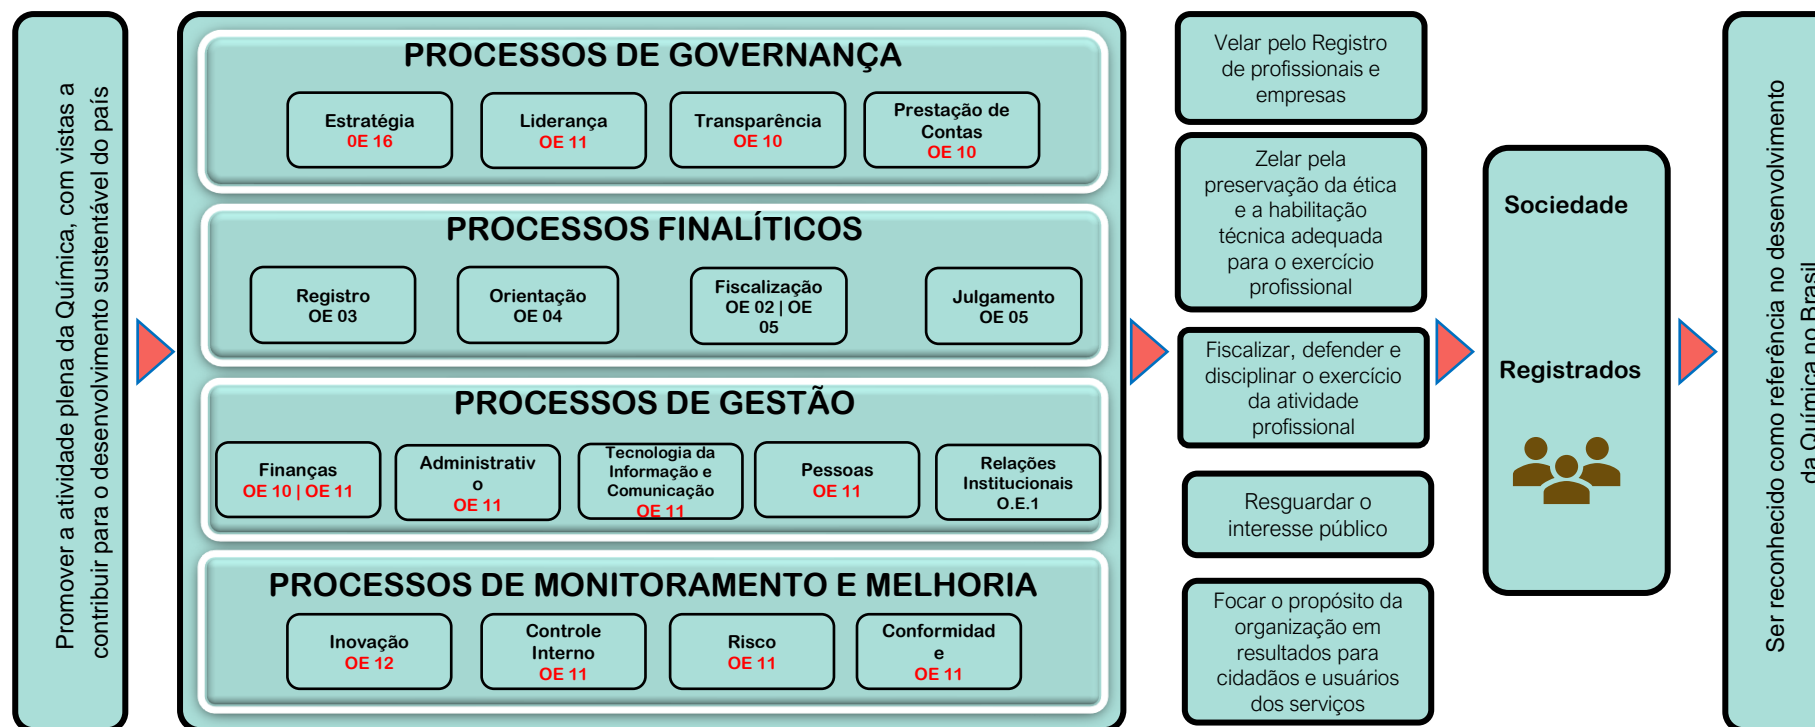 Promover a atividade plena da Química, com vistas a
contribuir para o desenvolvimento sustentável do país
PROCESSOS DE GOVERNANÇA
Estratégia
0E 16
Liderança
OE 11
Transparência
OE 10
Prestação de
Contas
OE 10
PROCESSOS FINALÍTICOS
Registro
OE 03
Orientação
OE 04
Fiscalização
OE 02 | OE
05
Julgamento
OE 05
PROCESSOS DE GESTÃO
Finanças
OE 10 | OE 11
Administrativ
o
OE 11
Tecnologia da
Informação e
Comunicação
OE 11
Pessoas
OE 11
Relações
Institucionais
O.E.1
PROCESSOS DE MONITORAMENTO E MELHORIA
Inovação
OE 12
Controle
Interno
OE 11
Risco
OE 11
Conformidad
e
OE 11
Velar pelo Registro
de profissionais e
empresas
Zelar pela
preservação da ética
e a habilitação
técnica adequada
para o exercício
profissional
Fiscalizar, defender e
disciplinar o exercício
da atividade
profissional
Resguardar o
interesse público
Focar o propósito da
organização em
resultados para
cidadãos e usuários
dos serviços
Sociedade
Registrados
Ser reconhecido como referência no desenvolvimento
da Química no Brasil